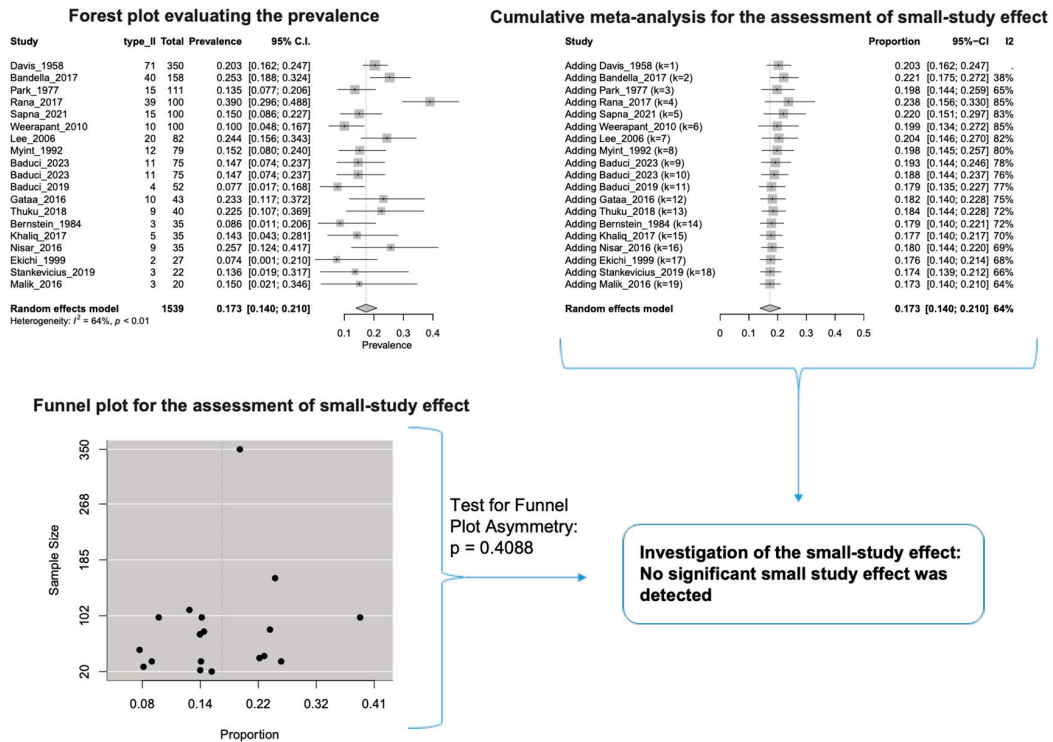 Forest plot evaluating the prevalence
Study type_II Total Prevalence 95% C.I.
Davis_1958 71 350 0.203 [0.162; 0.247]
Bandella_2017 40 158 0.253 [0.188; 0.324]
Park_1977 15 111 0.135 [0.077; 0.206]
Rana_2017 39 100 0.390 [0.296; 0.488]
Sapna_2021 15 100 0.150 [0.086; 0.227]
Weerapant_2010 10 100 0.100 [0.048; 0.167]
Lee_2006 20 82 0.244 [0.156; 0.343]
Myint_1992 12 79 0.152 [0.080; 0.240]
Baduci_2023 11 75 0.147 [0.074; 0.237]
Baduci_2023 11 75 0.147 [0.074; 0.237]
Baduci_2019 4 52 0.077 [0.017; 0.168]
Gataa_2016 10 43 0.233 [0.117; 0.372]
Thuku_2018 9 40 0.225 [0.107; 0.369]
Bernstein_1984 3 35 0.086 [0.011; 0.206]
Khaliq_2017 5 35 0.143 [0.043; 0.281]
Nisar_2016 9 35 0.257 [0.124; 0.417]
Ekichi_1999 2 27 0.074 [0.001; 0.210]
Stankevicius_2019 3 22 0.136 [0.019; 0.317]
Malik_2016 3 20 0.150 [0.021; 0.346]
Random effects model 1539 0.173 [0.140; 0.210]
Heterogeneity: I² = 64%, p < 0.01
0.1 0.2 0.3 0.4
Prevalence
Cumulative meta-analysis for the assessment of small-study effect
Study Proportion 95%-CI I2
Adding Davis_1958 (k=1) 0.203 [0.162; 0.247] .
Adding Bandella_2017 (k=2) 0.221 [0.175; 0.272] 38%
Adding Park_1977 (k=3) 0.198 [0.144; 0.259] 65%
Adding Rana_2017 (k=4) 0.238 [0.156; 0.330] 85%
Adding Sapna_2021 (k=5) 0.220 [0.151; 0.297] 83%
Adding Weerapant_2010 (k=6) 0.199 [0.134; 0.272] 85%
Adding Lee_2006 (k=7) 0.204 [0.146; 0.270] 82%
Adding Myint_1992 (k=8) 0.198 [0.145; 0.257] 80%
Adding Baduci_2023 (k=9) 0.193 [0.144; 0.246] 78%
Adding Baduci_2023 (k=10) 0.188 [0.144; 0.237] 76%
Adding Baduci_2019 (k=11) 0.179 [0.135; 0.227] 77%
Adding Gataa_2016 (k=12) 0.182 [0.140; 0.228] 75%
Adding Thuku_2018 (k=13) 0.184 [0.144; 0.228] 72%
Adding Bernstein_1984 (k=14) 0.179 [0.140; 0.221] 72%
Adding Khaliq_2017 (k=15) 0.177 [0.141; 0.217] 70%
Adding Nisar_2016 (k=16) 0.180 [0.144; 0.220] 69%
Adding Ekichi_1999 (k=17) 0.176 [0.140; 0.214] 68%
Adding Stankevicius_2019 (k=18) 0.174 [0.139; 0.212] 66%
Adding Malik_2016 (k=19) 0.173 [0.140; 0.210] 64%
Random effects model 0.173 [0.140; 0.210] 64%
0 0.1 0.2 0.3 0.4 0.5
Funnel plot for the assessment of small-study effect
Sample Size
350
268
185
102
20
0.08 0.14 0.22 0.32 0.41
Proportion
Test for Funnel
Plot Asymmetry:
p = 0.4088
Investigation of the small-study effect:
No significant small study effect was
detected